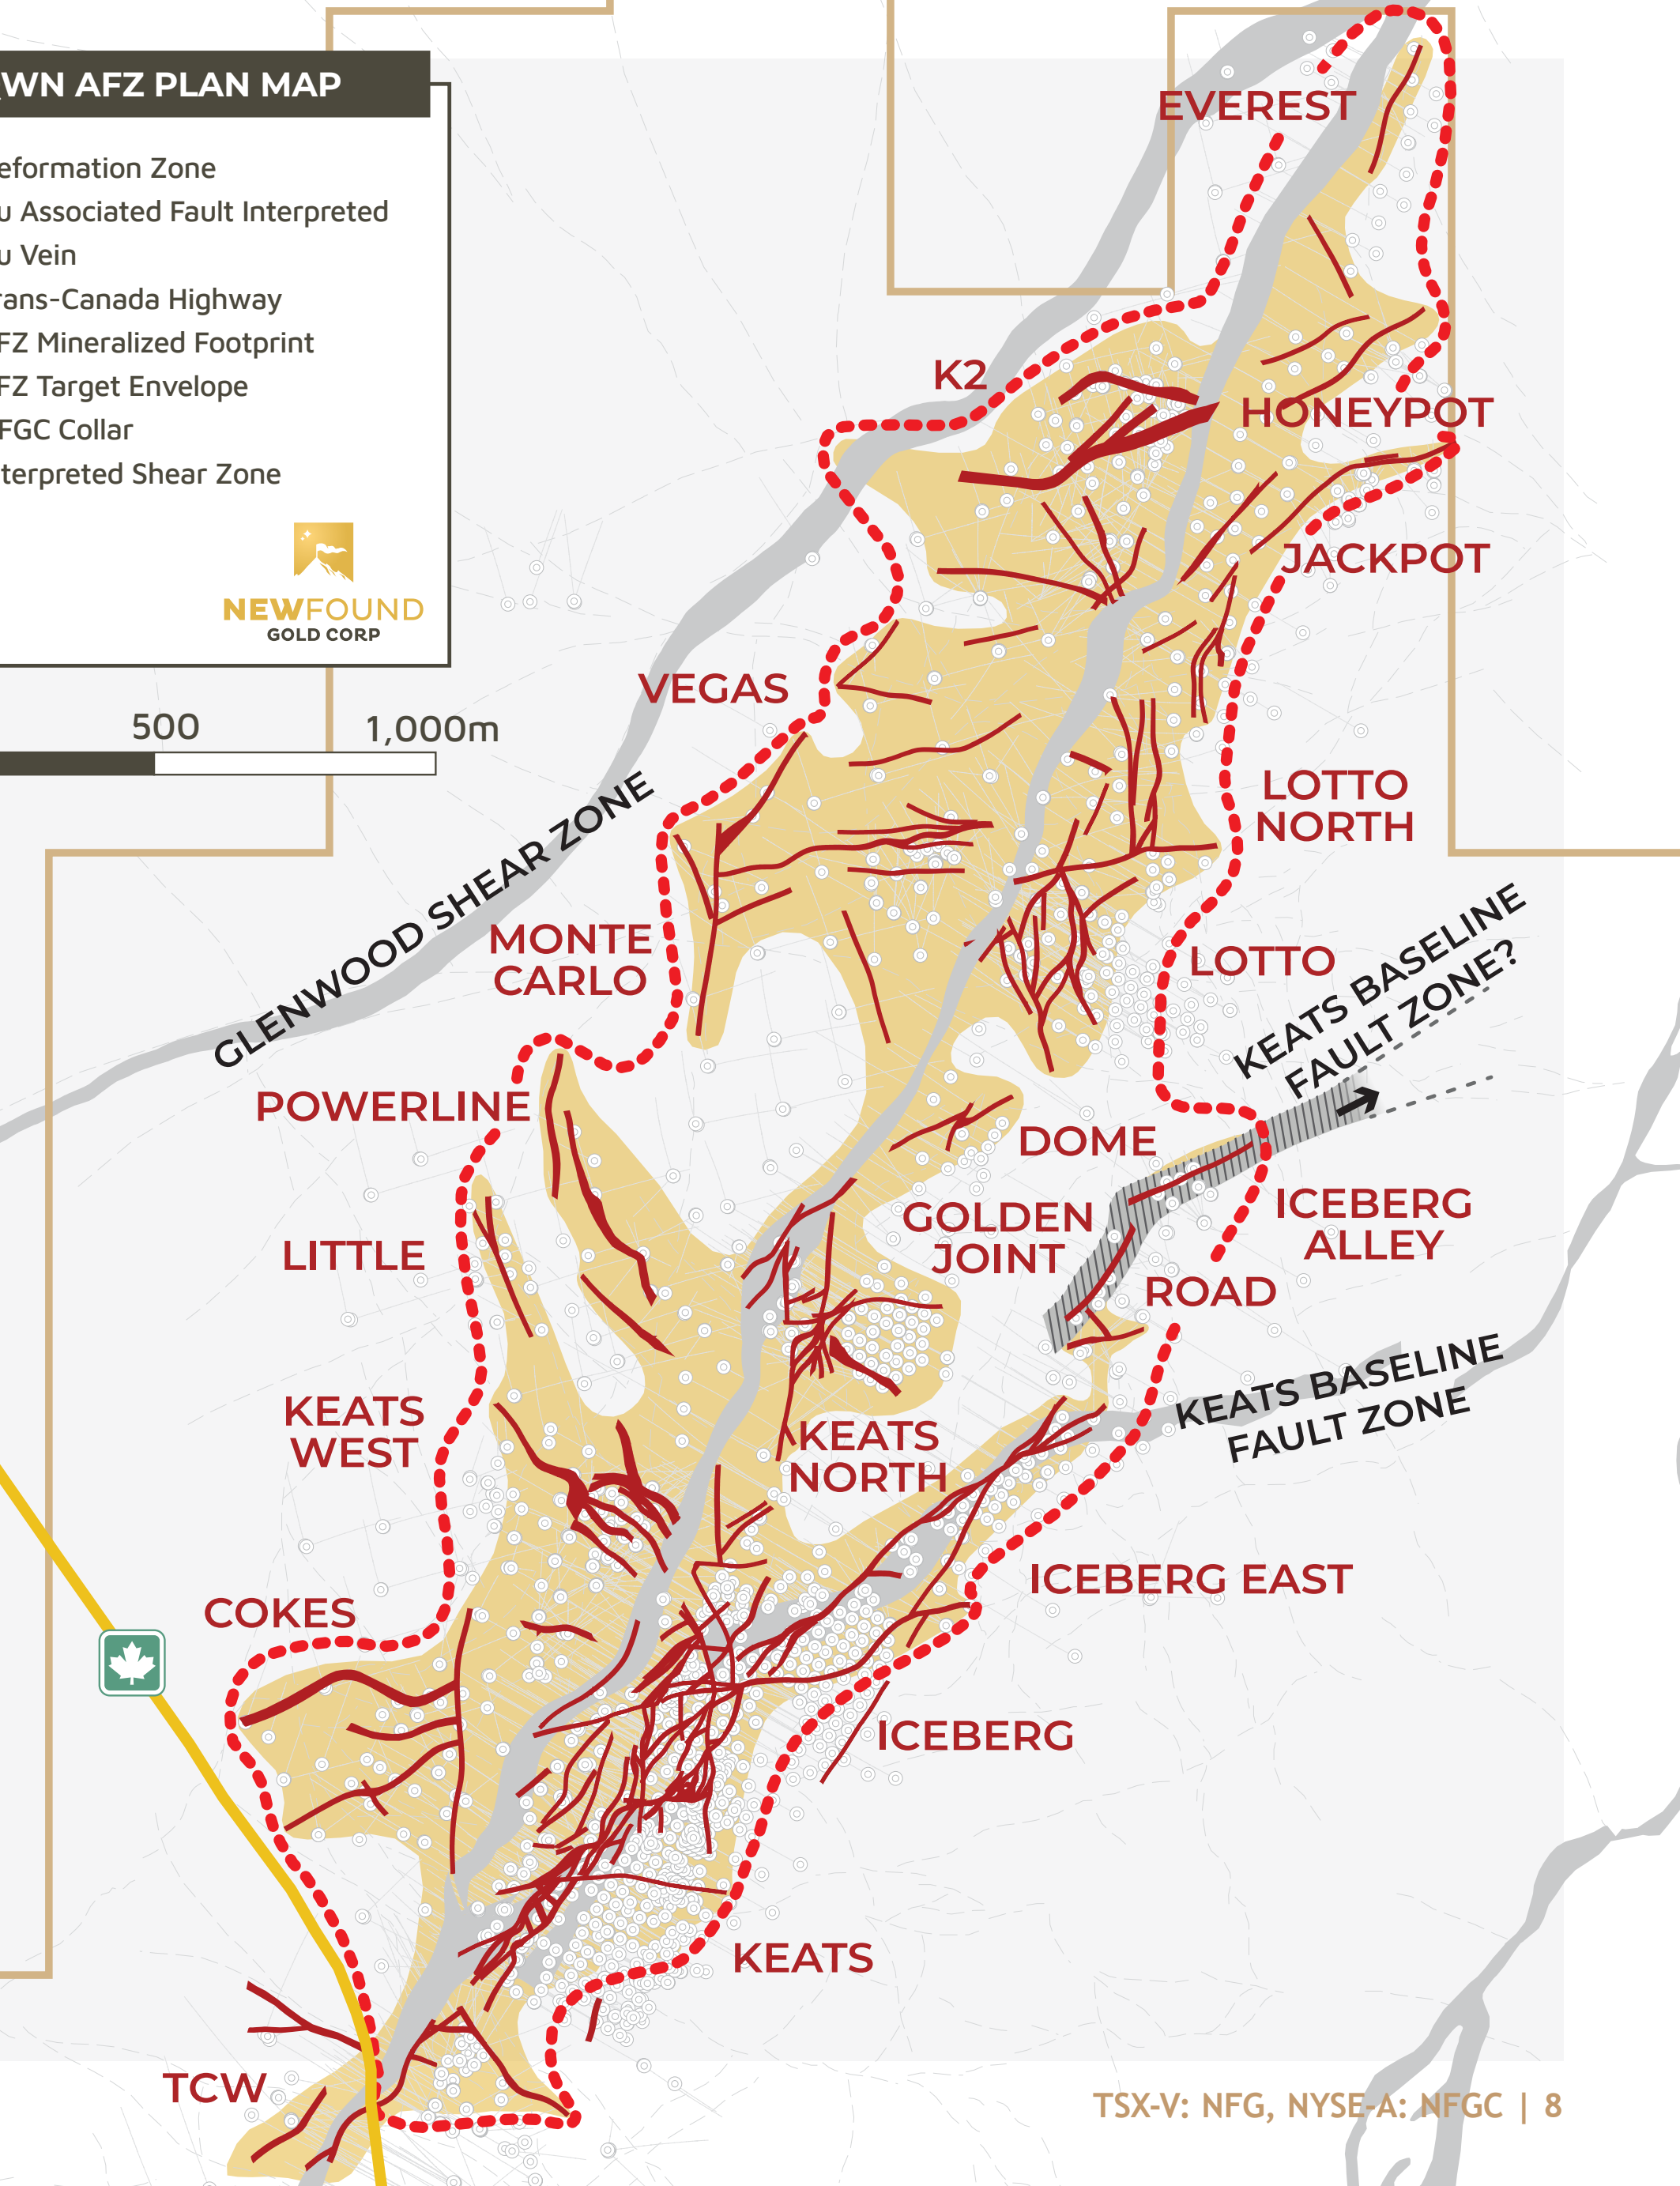 WN AFZ PLAN MAP
eformation Zone
u Associated Fault Interpreted
u Vein
rans-Canada Highway
FZ Mineralized Footprint
FZ Target Envelope
FGC Collar
terpreted Shear Zone
NEWFOUND
GOLD CORP
500
1,000m
EVEREST
K2
HONEYPOT
JACKPOT
VEGAS
LOTTO
NORTH
GLENWOOD SHEAR ZONE
MONTE
CARLO
LOTTO
KEATS BASELINE
FAULT ZONE?
POWERLINE
DOME
LITTLE
GOLDEN
JOINT
ICEBERG
ALLEY
ROAD
KEATS
WEST
KEATS
NORTH
KEATS BASELINE
FAULT ZONE
COKES
ICEBERG EAST
ICEBERG
KEATS
TCW
TSX-V: NFG, NYSE-A: NFGC | 8